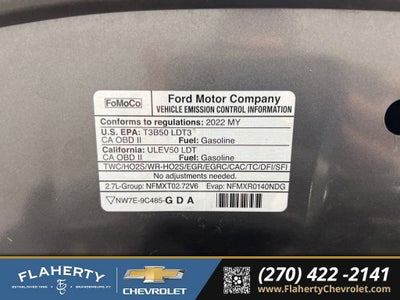 FoMoCo
Ford Motor Company
VEHICLE EMISSION CONTROL INFORMATION
Conforms to regulations: 2022 MY
U.S. EPA: T3B50 LDT3
CA OBD II Fuel: Gasoline
California: ULEV50 LDT
CA OBD II Fuel: Gasoline
TWC/HO2S/WR-HO2S/EGR/EGRC/CAC/TC/DFI/SFI
No adjustments needed.
2.7L-Group: NFMXT02.72V6 Evap: NFMXR0140NDG
NW7E-9C485-GDA
FLAHERTY
CHEVROLET
(270) 422-2141
FlahertyChevrolet.com